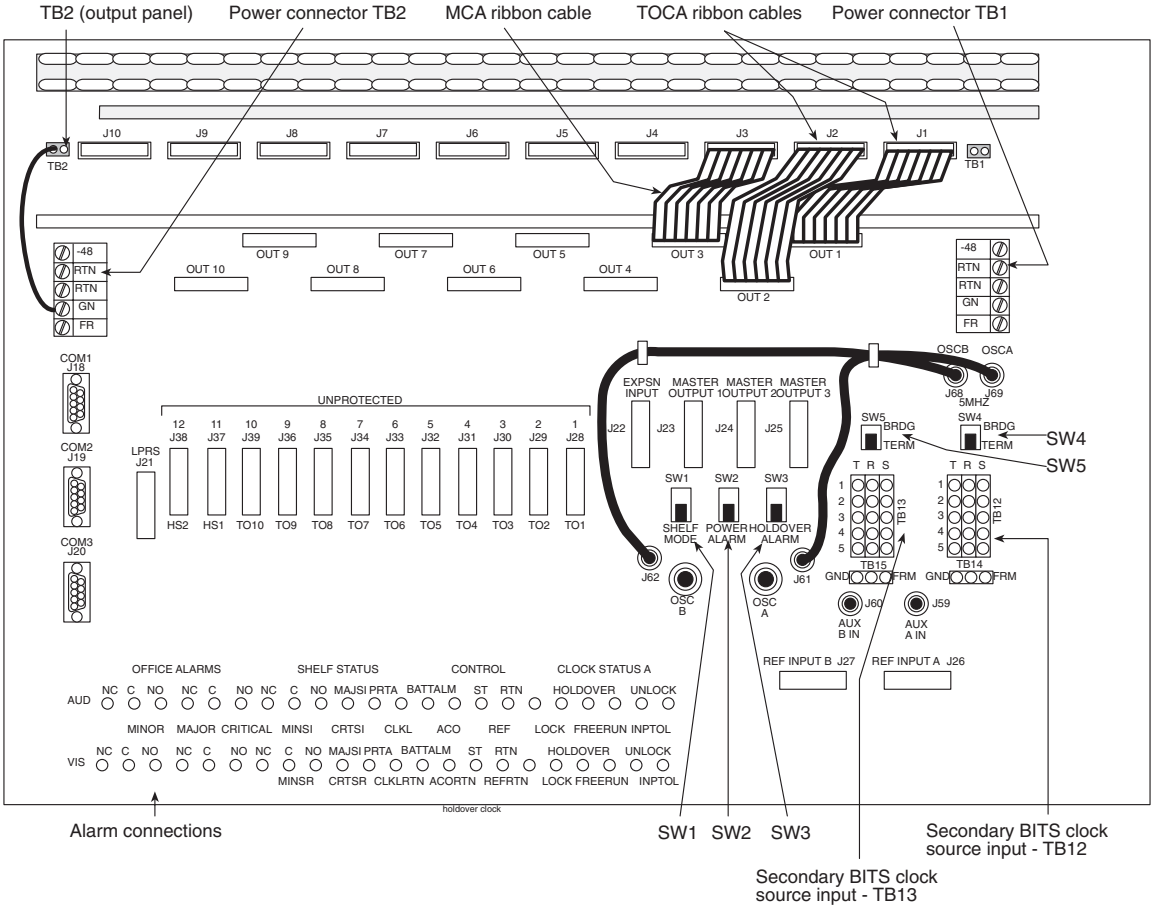 TB2 (output panel) Power connector TB2 MCA ribbon cable TOCA ribbon cables Power connector TB1
J10 J9 J8 J7 J6 J5 J4 J3 J2 J1
TB2 TB1
-48 -48
RTN RTN
RTN RTN
GN GN
FR FR
OUT 9 OUT 7 OUT 5 OUT 3 OUT 1
OUT 10 OUT 8 OUT 6 OUT 4 OUT 2
COM1
J18
COM2
J19
COM3
J20
UNPROTECTED
12 11 10 9 8 7 6 5 4 3 2 1
J38 J37 J39 J36 J35 J34 J33 J32 J31 J30 J29 J28
LPRS
J21
HS2 HS1 TO10 TO9 TO8 TO7 TO6 TO5 TO4 TO3 TO2 TO1
EXPSN INPUT
MASTER OUTPUT 1
MASTER OUTPUT 2
MASTER OUTPUT 3
J22 J23 J24 J25
SW1 SW2 SW3
SHELF MODE
POWER ALARM
HOLDOVER ALARM
J62 J61
OSC B
OSC A
OSCB OSCA
J68 J69
5MHZ
SW5 BRDG TERM
SW4 BRDG TERM
SW4
SW5
T R S T R S
1 1
2 2
3 3
4 4
5 5
TB13 TB12
TB15 TB14
GND FRM GND FRM
J60 J59
AUX B IN
AUX A IN
REF INPUT B J27 REF INPUT A J26
OFFICE ALARMS SHELF STATUS CONTROL CLOCK STATUS A
NC C NO NC C NO NC C NO MAJSI PRTA BATTALM ST RTN HOLDOVER UNLOCK
AUD
MINOR MAJOR CRITICAL MINSI CRTSI CLKL ACO REF LOCK FREERUN INPTOL
NC C NO NC C NO NC C NO MAJSI PRTA BATTALM ST RTN HOLDOVER UNLOCK
VIS
MINSR CRTSR CLKLRTN ACORTN REFRTN LOCK FREERUN INPTOL
holdover clock
Alarm connections
SW1 SW2 SW3
Secondary BITS clock
source input - TB12
Secondary BITS clock
source input - TB13